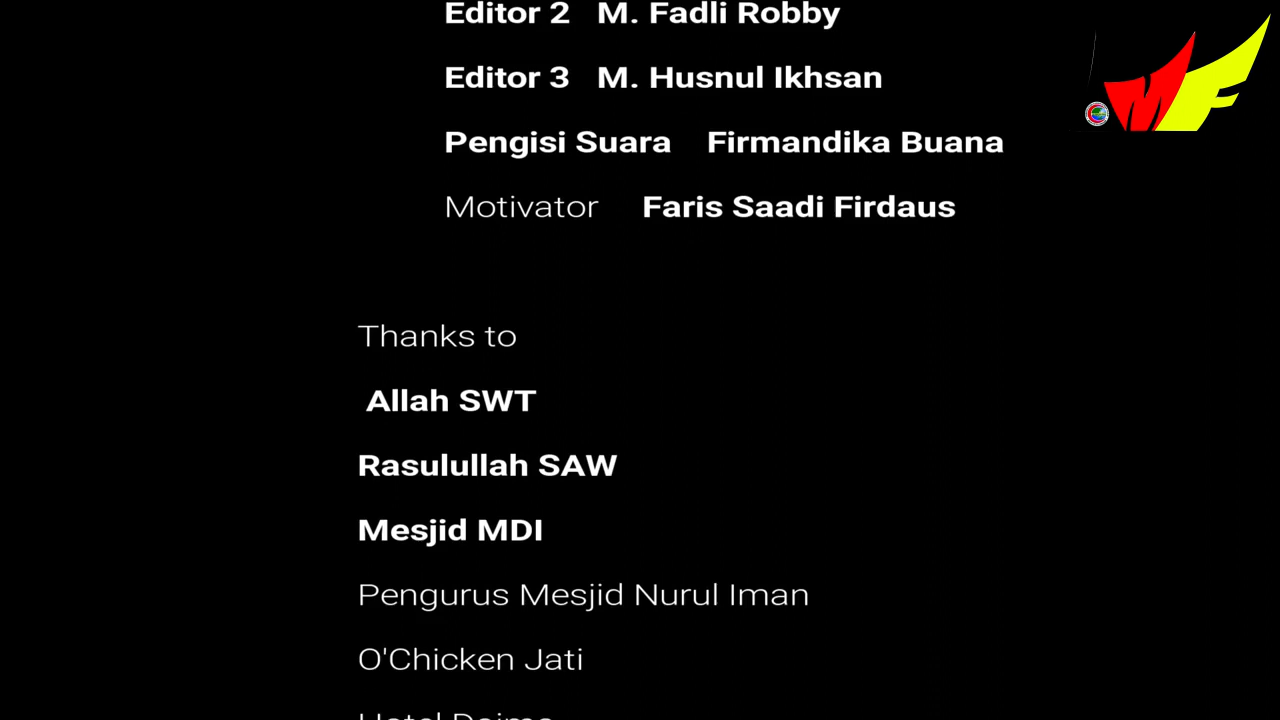 Editor 2 M. Fadli Robby
Editor 3 M. Husnul Ikhsan
Pengisi Suara Firmandika Buana
Motivator Faris Saadi Firdaus
Thanks to
Allah SWT
Rasulullah SAW
Mesjid MDI
Pengurus Mesjid Nurul Iman
O'Chicken Jati
MF